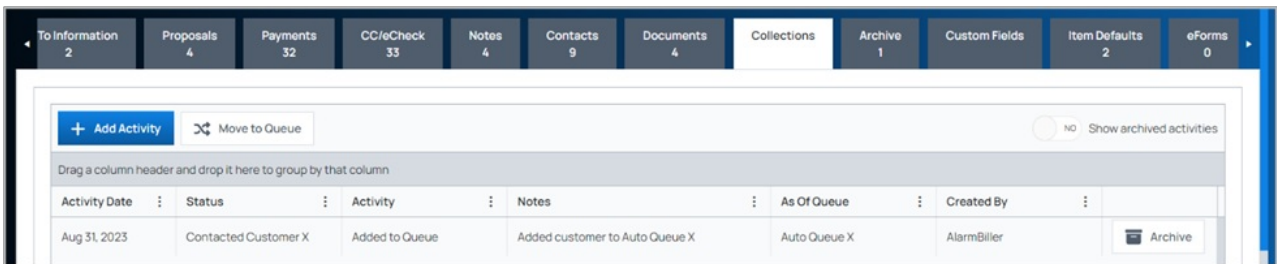 To Information Proposals Payments CC/eCheck Notes Contacts Documents Collections Archive Custom Fields Item Defaults eForms
2 4 32 33 4 9 4 1 2 0
Add Activity Move to Queue NO Show archived activities
Drag a column header and drop it here to group by that column
Activity Date Status Activity Notes As Of Queue Created By
Aug 31, 2023 Contacted Customer X Added to Queue Added customer to Auto Queue X Auto Queue X AlarmBiller Archive